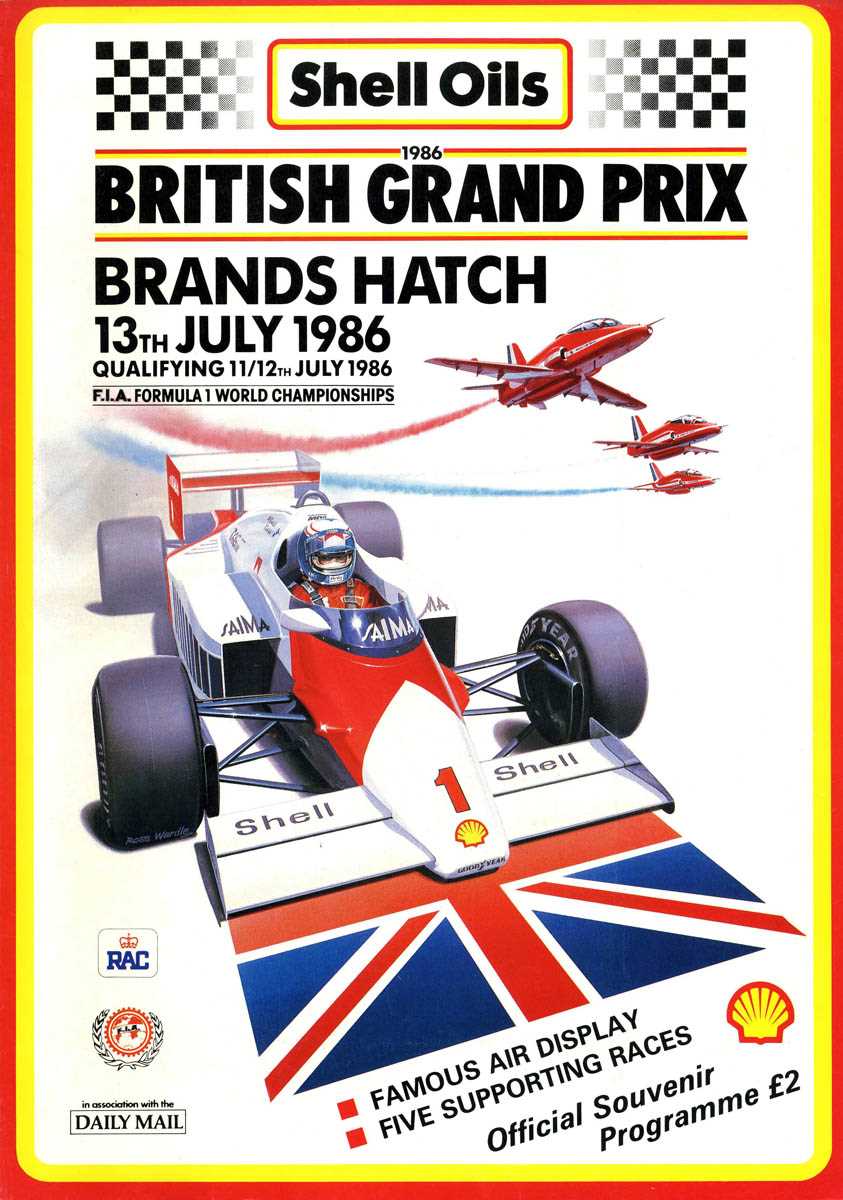 Shell Oils
1986
BRITISH GRAND PRIX
BRANDS HATCH
13TH JULY 1986
QUALIFYING 11/12TH JULY 1986
F.I.A. FORMULA 1 WORLD CHAMPIONSHIPS
SAIMA
SAIMA
MA
GOODYEAR
1
Shell
Shell
GOODYEAR
Ross Wardle
RAC
F.I.A.
FAMOUS AIR DISPLAY
FIVE SUPPORTING RACES
Official Souvenir
Programme £2
in association with the
DAILY MAIL